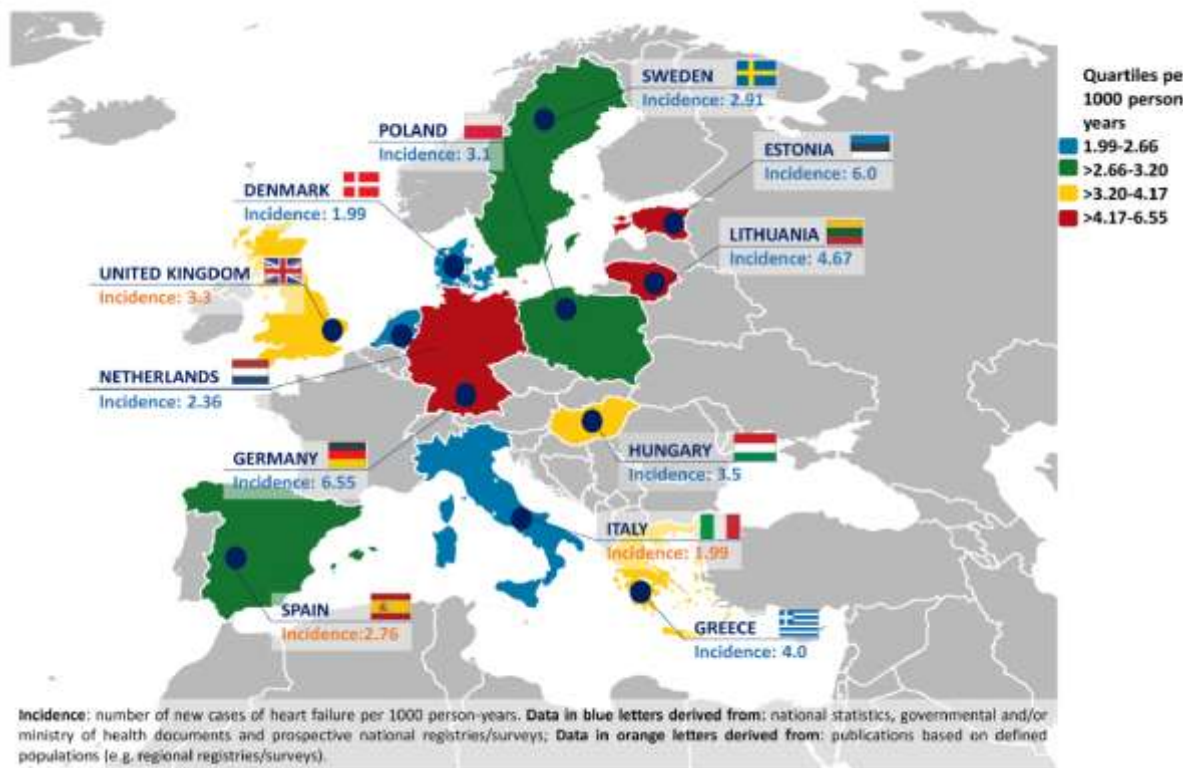 SWEDEN
Incidence: 2.91
POLAND
Incidence: 3.1
ESTONIA
Incidence: 6.0
DENMARK
Incidence: 1.99
LITHUANIA
Incidence: 4.67
UNITED KINGDOM
Incidence: 3.3
NETHERLANDS
Incidence: 2.36
GERMANY
Incidence: 6.55
HUNGARY
Incidence: 3.5
ITALY
Incidence: 1.99
SPAIN
Incidence:2.76
GREECE
Incidence: 4.0
Quartiles pe
1000 person
years
1.99-2.66
>2.66-3.20
>3.20-4.17
>4.17-6.55
Incidence: number of new cases of heart failure per 1000 person-years. Data in blue letters derived from: national statistics, governmental and/or
ministry of health documents and prospective national registries/surveys; Data in orange letters derived from: publications based on defined
populations (e.g. regional registries/surveys).